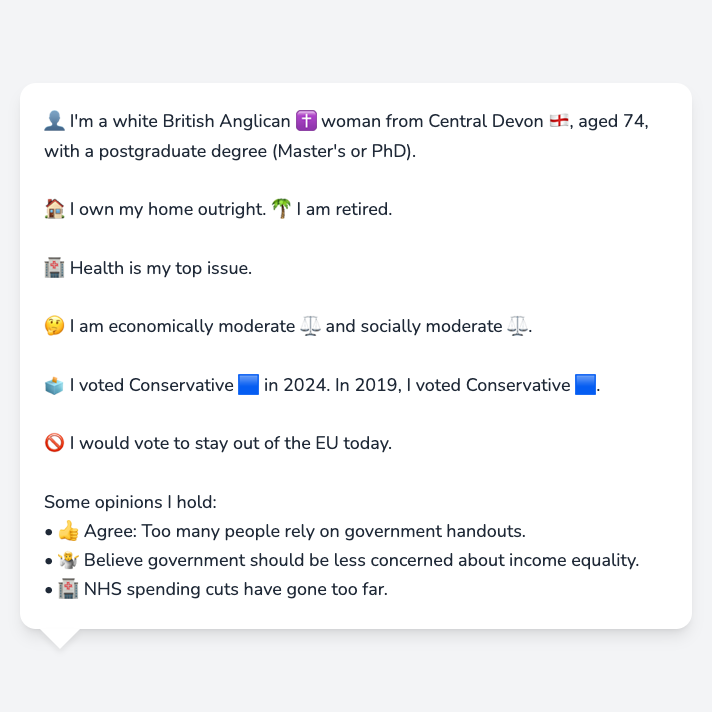 👤 I'm a white British Anglican ✝️ woman from Central Devon 🏴󠁧󠁢󠁥󠁮󠁧󠁿, aged 74,
with a postgraduate degree (Master's or PhD).
🏠 I own my home outright. 🌴 I am retired.
🏥 Health is my top issue.
🤔 I am economically moderate ⚖️ and socially moderate ⚖️.
🗳️ I voted Conservative 🟦 in 2024. In 2019, I voted Conservative 🟦.
🚫 I would vote to stay out of the EU today.
Some opinions I hold:
• 👍 Agree: Too many people rely on government handouts.
• 🤷 Believe government should be less concerned about income equality.
• 🏥 NHS spending cuts have gone too far.